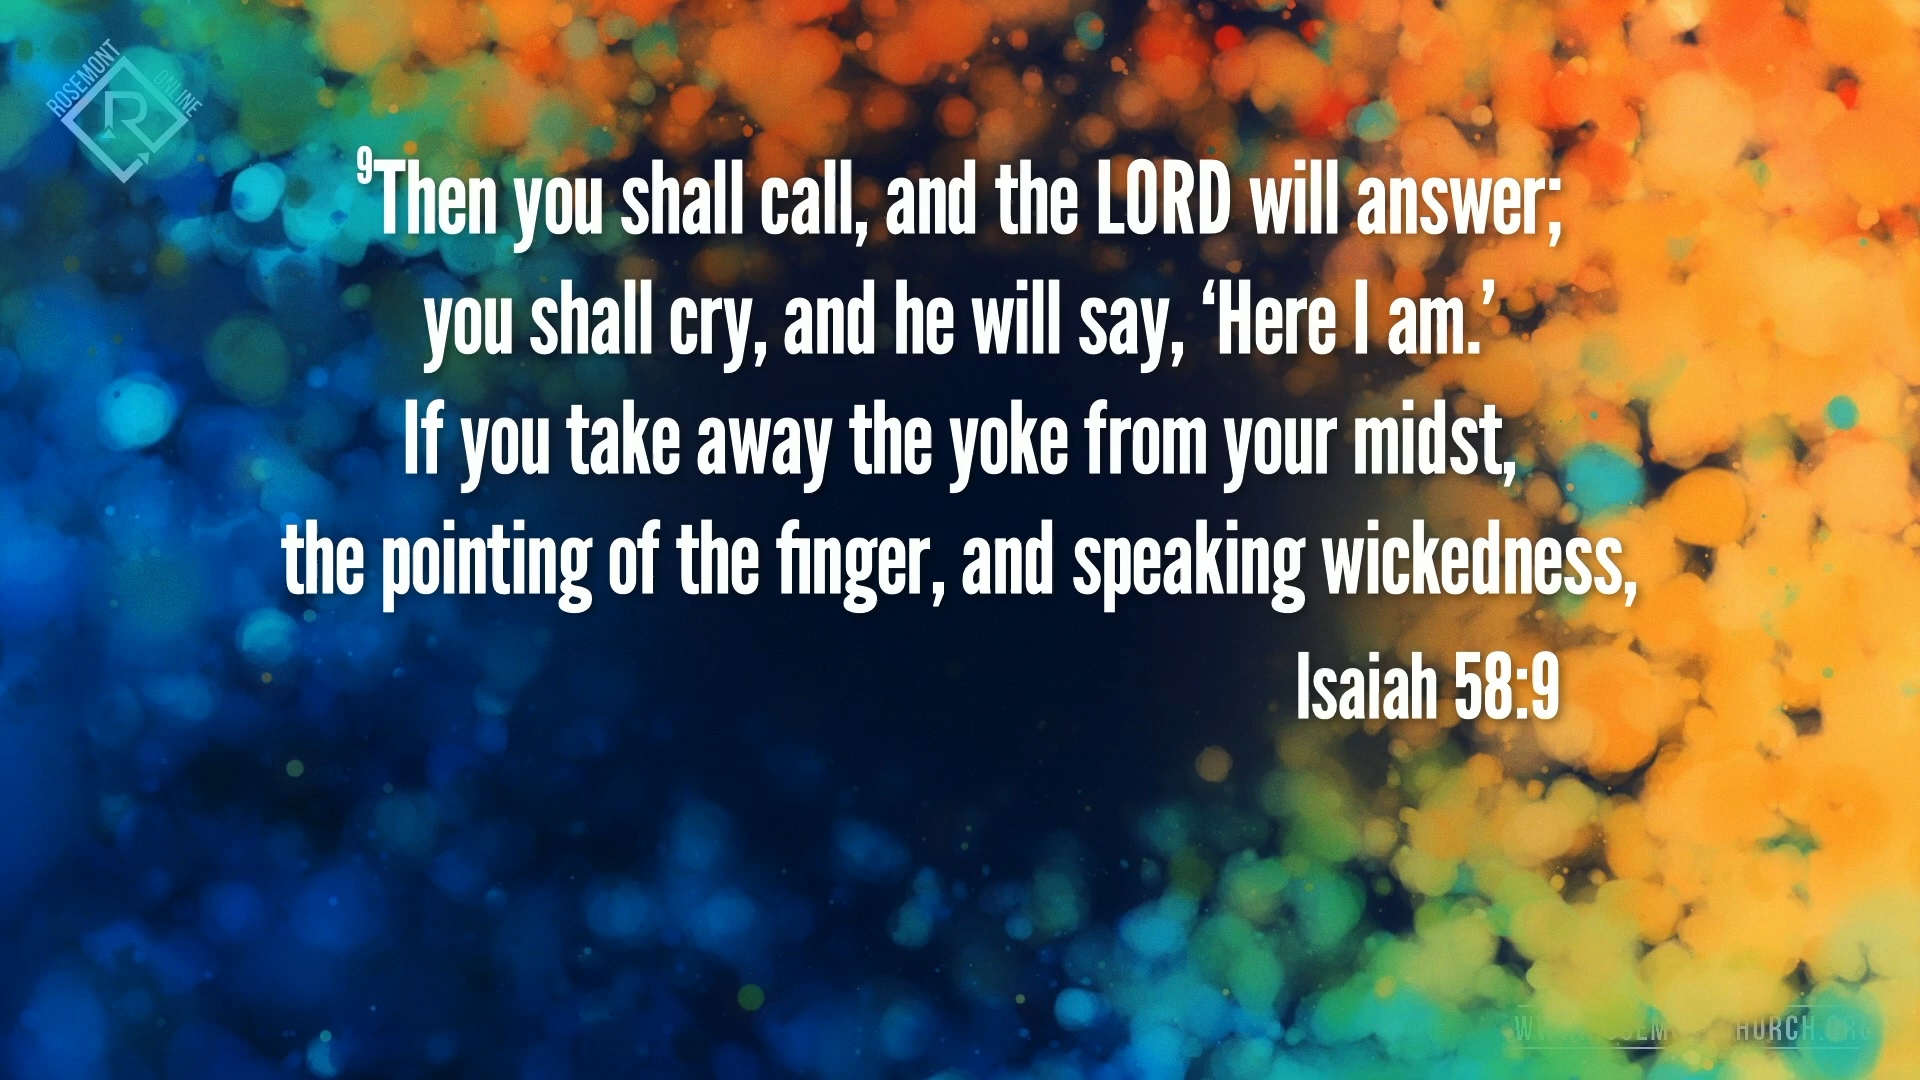 ROSEMONT
ONLINE
R
⁹Then you shall call, and the LORD will answer;
you shall cry, and he will say, ‘Here I am.’
If you take away the yoke from your midst,
the pointing of the finger, and speaking wickedness,
Isaiah 58:9